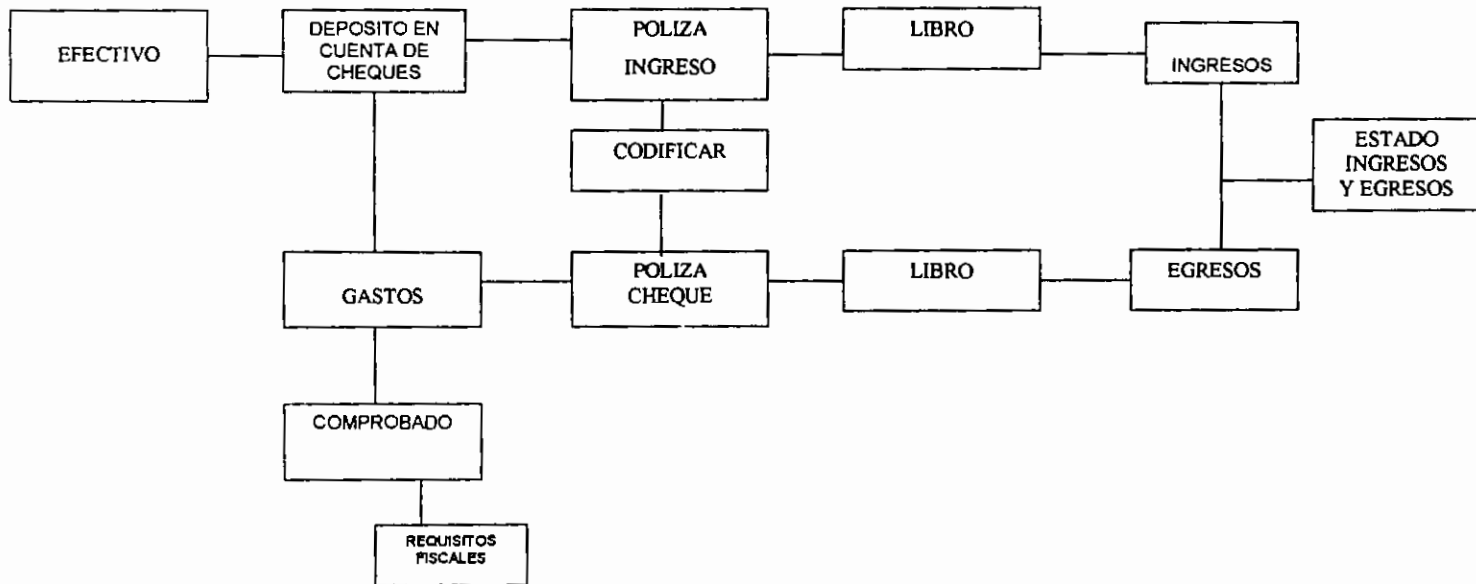 EFECTIVO
DEPOSITO EN
CUENTA DE
CHEQUES
POLIZA
INGRESO
LIBRO
INGRESOS
CODIFICAR
ESTADO
INGRESOS
Y EGRESOS
GASTOS
POLIZA
CHEQUE
LIBRO
EGRESOS
COMPROBADO
REQUISITOS
FISCALES